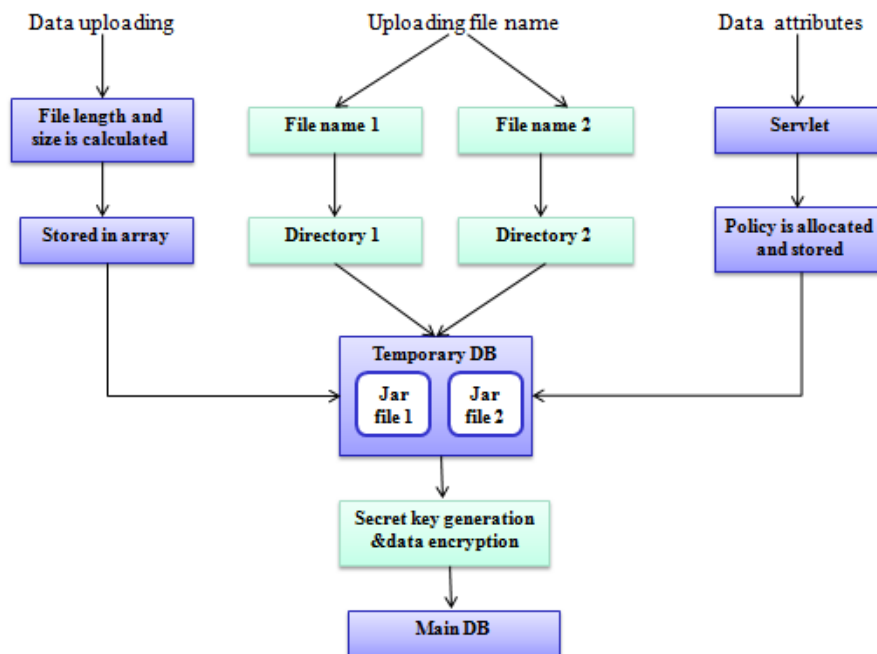 Data uploading
Uploading file name
Data attributes
File length and
size is calculated
File name 1
File name 2
Servlet
Stored in array
Directory 1
Directory 2
Policy is allocated
and stored
Temporary DB
Jar
file 1
Jar
file 2
Secret key generation
&data encryption
Main DB